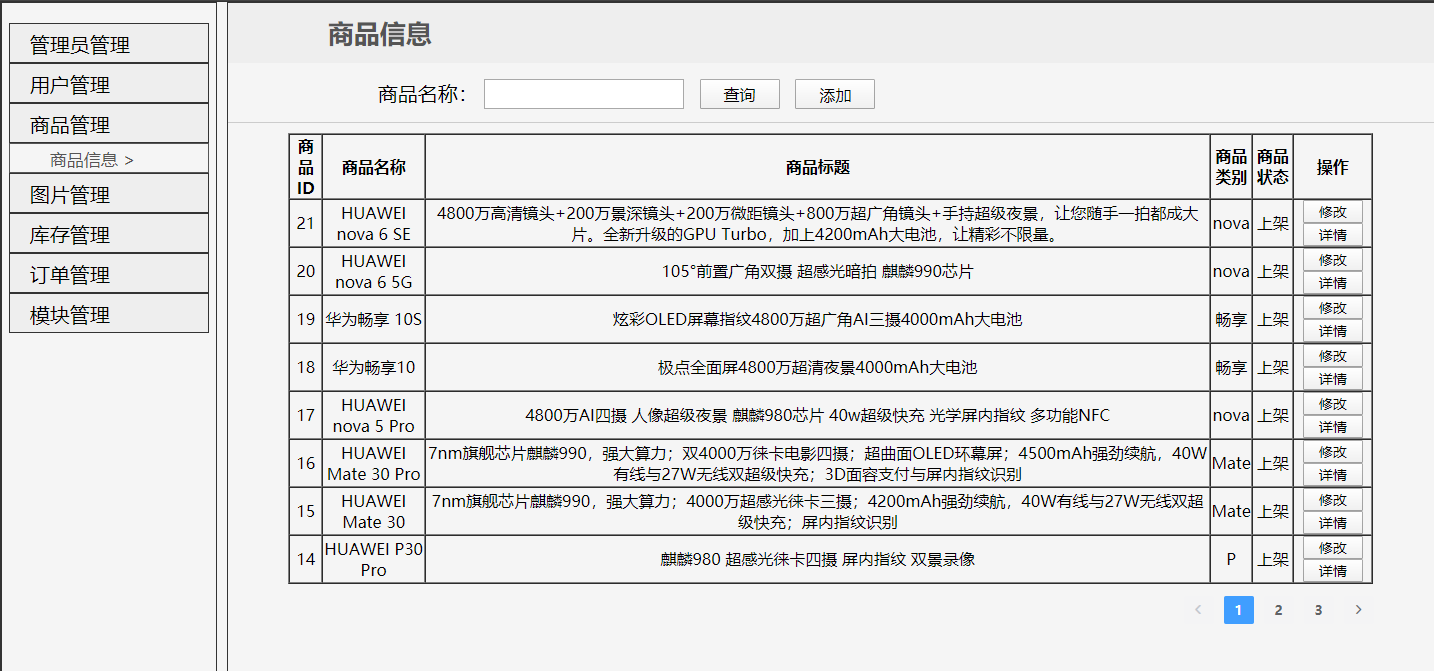 管理员管理
用户管理
商品管理
商品信息 >
图片管理
库存管理
订单管理
模块管理
商品信息
商品名称：
查询
添加
商
品
ID
商品名称
商品标题
商品
类别
商品
状态
操作
21
HUAWEI
nova 6 SE
4800万高清镜头+200万景深镜头+200万微距镜头+800万超广角镜头+手持超级夜景，让您随手一拍都成大
片。全新升级的GPU Turbo，加上4200mAh大电池，让精彩不限量。
nova
上架
修改
详情
20
HUAWEI
nova 6 5G
105°前置广角双摄 超感光暗拍 麒麟990芯片
nova
上架
修改
详情
19
华为畅享 10S
炫彩OLED屏幕指纹4800万超广角AI三摄4000mAh大电池
畅享
上架
修改
详情
18
华为畅享10
极点全面屏4800万超清夜景4000mAh大电池
畅享
上架
修改
详情
17
HUAWEI
nova 5 Pro
4800万AI四摄 人像超级夜景 麒麟980芯片 40w超级快充 光学屏内指纹 多功能NFC
nova
上架
修改
详情
16
HUAWEI
Mate 30 Pro
7nm旗舰芯片麒麟990，强大算力；双4000万徕卡电影四摄；超曲面OLED环幕屏；4500mAh强劲续航，40W
有线与27W无线双超级快充；3D面容支付与屏内指纹识别
Mate
上架
修改
详情
15
HUAWEI
Mate 30
7nm旗舰芯片麒麟990，强大算力；4000万超感光徕卡三摄；4200mAh强劲续航，40W有线与27W无线双超
级快充；屏内指纹识别
Mate
上架
修改
详情
14
HUAWEI P30
Pro
麒麟980 超感光徕卡四摄 屏内指纹 双景录像
P
上架
修改
详情
< 1 2 3 >